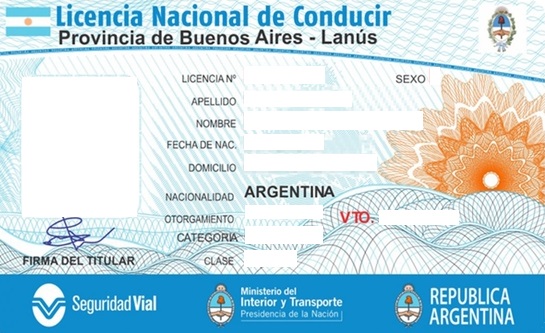 Licencia Nacional de Conducir
Provincia de Buenos Aires - Lanús
LICENCIA Nº
SEXO
APELLIDO
NOMBRE
FECHA DE NAC.
DOMICILIO
NACIONALIDAD ARGENTINA
OTORGAMIENTO VTO.
CATEGORIA
CLASE
FIRMA DEL TITULAR
Seguridad Vial
Ministerio del
Interior y Transporte
Presidencia de la Nación
REPUBLICA
ARGENTINA